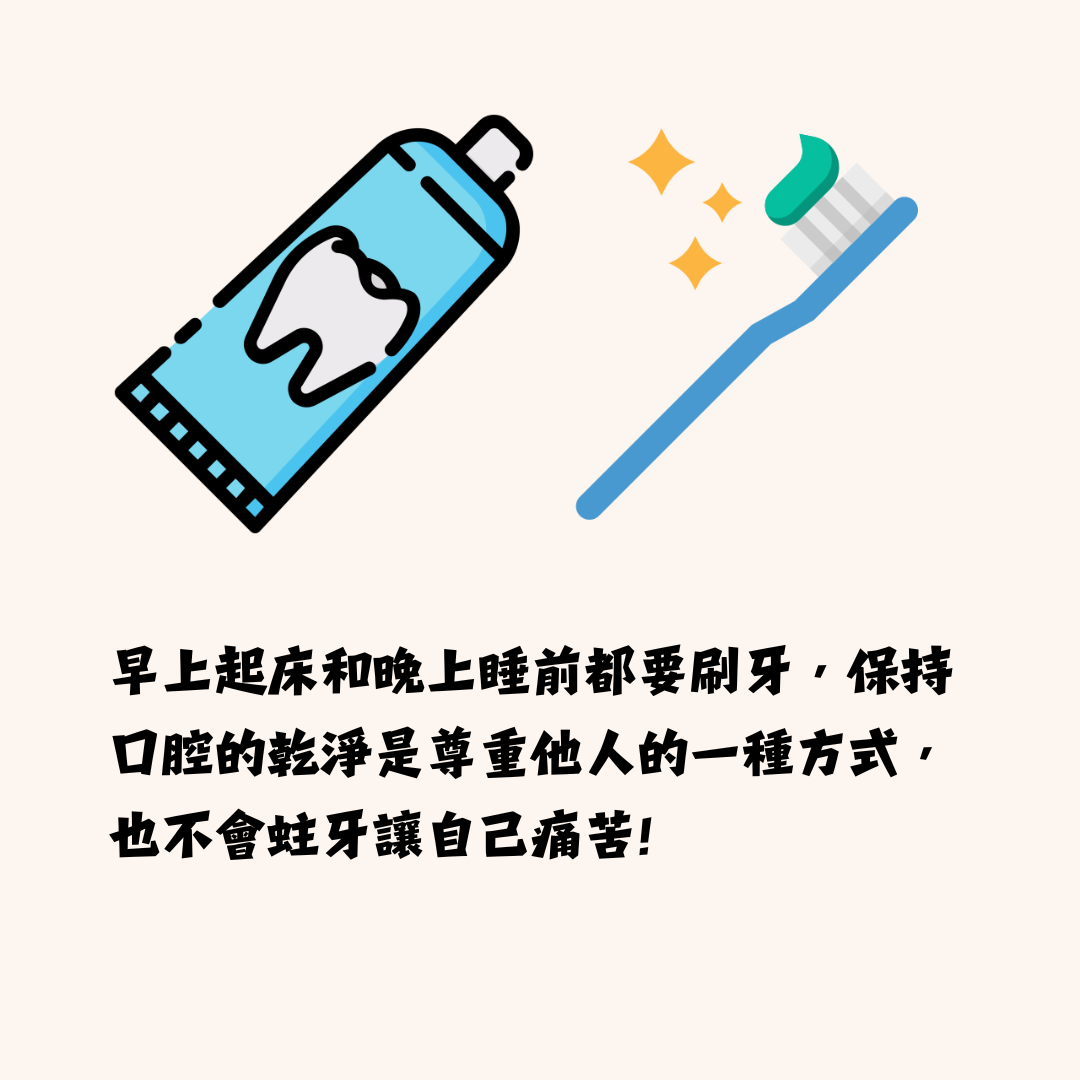 早上起床和晚上睡前都要刷牙，保持
口腔的乾淨是尊重他人的一種方式，
也不會蛀牙讓自己痛苦!